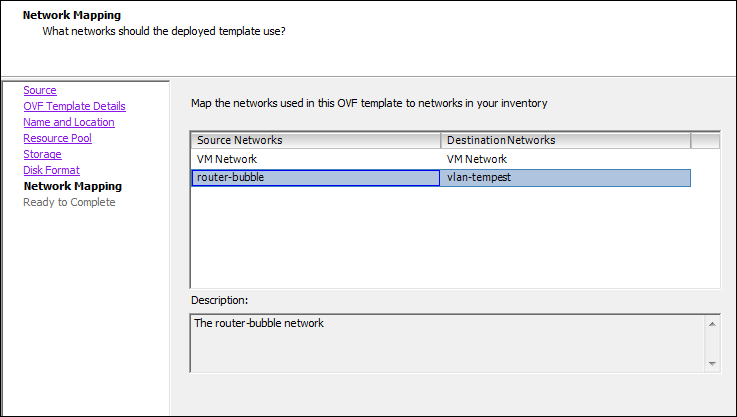 Network Mapping
What networks should the deployed template use?
Source
OVF Template Details
Name and Location
Resource Pool
Storage
Disk Format
Network Mapping
Ready to Complete
Map the networks used in this OVF template to networks in your inventory
Source Networks DestinationNetworks
VM Network VM Network
router-bubble vlan-tempest
Description:
The router-bubble network